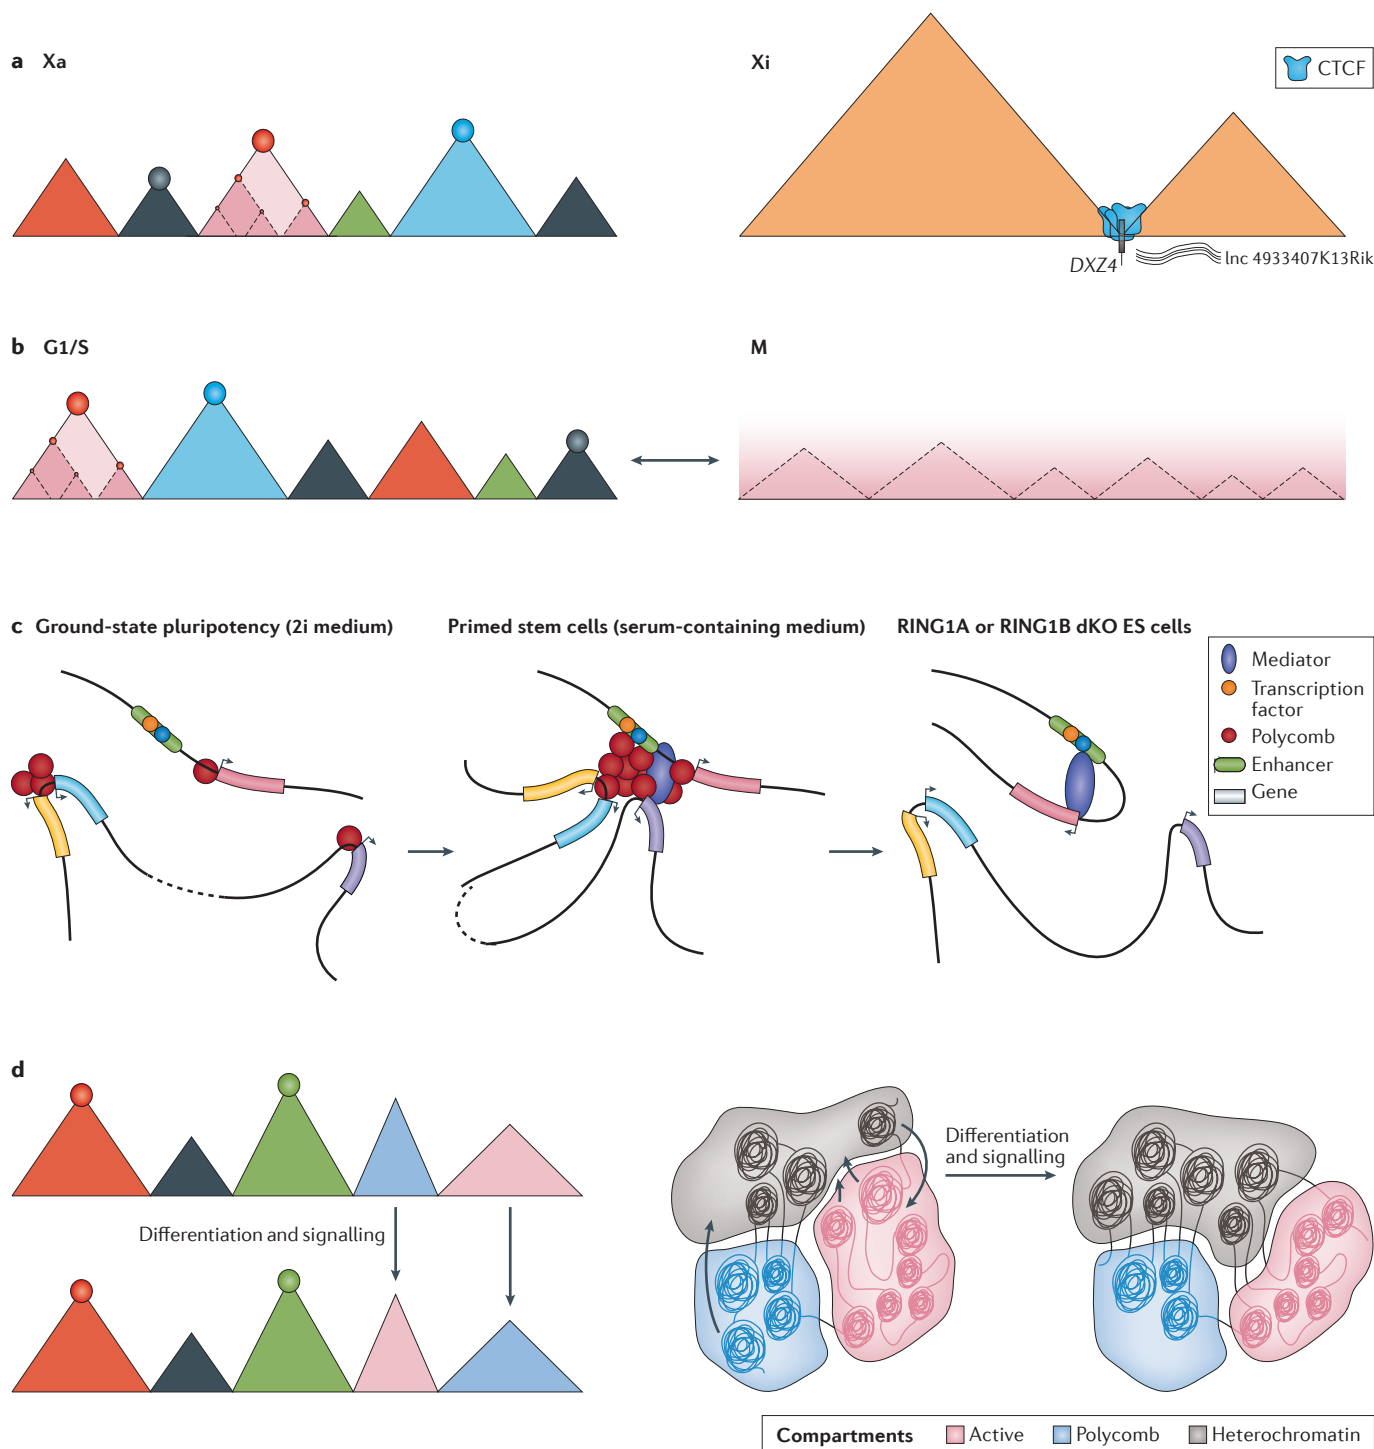 a Xa
Xi
CTCF
DXZ4
lnc 4933407K13Rik
b G1/S
M
c Ground-state pluripotency (2i medium)
Primed stem cells (serum-containing medium)
RING1A or RING1B dKO ES cells
Mediator
Transcription
factor
Polycomb
Enhancer
Gene
d
Differentiation and signalling
Differentiation
and signalling
Compartments
Active
Polycomb
Heterochromatin